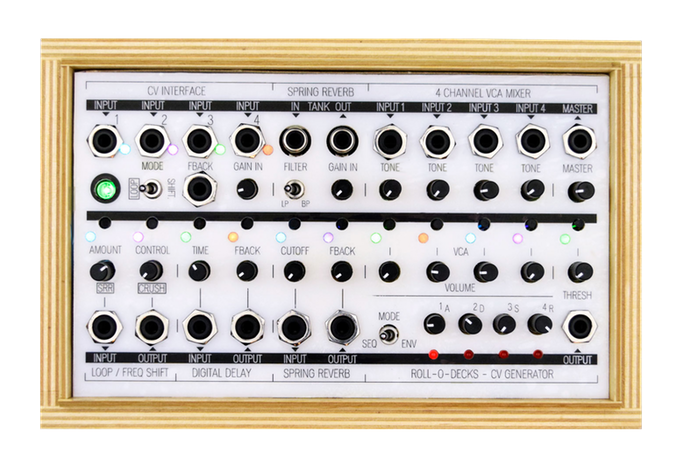 CV INTERFACE SPRING REVERB 4 CHANNEL VCA MIXER
INPUT INPUT INPUT INPUT IN TANK OUT INPUT 1 INPUT 2 INPUT 3 INPUT 4 MASTER
1 2 3 4
MODE FBACK GAIN IN FILTER GAIN IN TONE TONE TONE TONE MASTER
LOOP SHIFT
LP BP
AMOUNT CONTROL TIME FBACK CUTOFF FBACK VCA
SRR CRUSH VOLUME THRESH
1 A 2 D 3 S 4 R
MODE
SEQ ENV
INPUT OUTPUT INPUT OUTPUT INPUT OUTPUT OUTPUT
LOOP / FREQ SHIFT DIGITAL DELAY SPRING REVERB ROLL-O-DECKS - CV GENERATOR